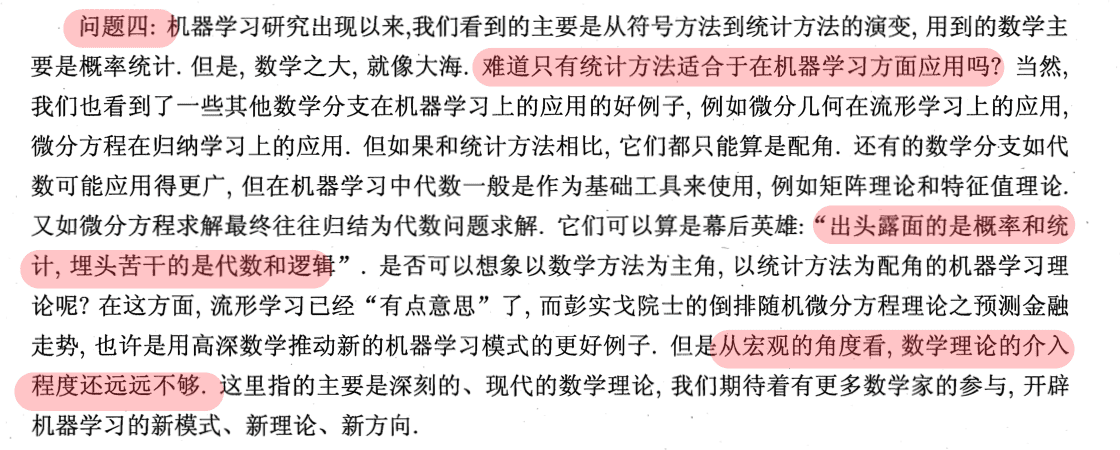 问题四: 机器学习研究出现以来,我们看到的主要是从符号方法到统计方法的演变, 用到的数学主
要是概率统计. 但是, 数学之大, 就像大海. 难道只有统计方法适合于在机器学习方面应用吗? 当然,
我们也看到了一些其他数学分支在机器学习上的应用的好例子, 例如微分几何在流形学习上的应用,
微分方程在归纳学习上的应用. 但如果和统计方法相比, 它们都只能算是配角. 还有的数学分支如代
数可能应用得更广, 但在机器学习中代数一般是作为基础工具来使用, 例如矩阵理论和特征值理论.
又如微分方程求解最终往往归结为代数问题求解. 它们可以算是幕后英雄: “出头露面的是概率和统
计, 埋头苦干的是代数和逻辑”. 是否可以想象以数学方法为主角, 以统计方法为配角的机器学习理
论呢? 在这方面, 流形学习已经“有点意思”了, 而彭实戈院士的倒排随机微分方程理论之预测金融
走势, 也许是用高深数学推动新的机器学习模式的更好例子. 但是从宏观的角度看, 数学理论的介入
程度还远远不够. 这里指的主要是深刻的、现代的数学理论, 我们期待着有更多数学家的参与, 开辟
机器学习的新模式、新理论、新方向.